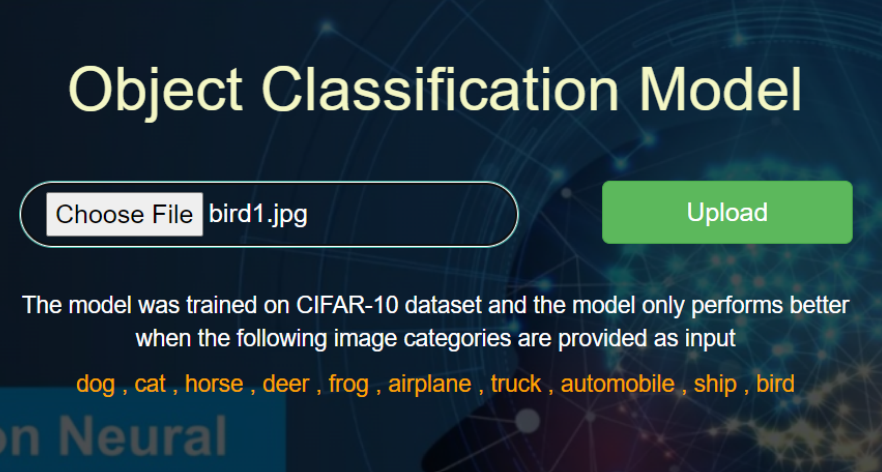 Object Classification Model
Choose File bird1.jpg
Upload
The model was trained on CIFAR-10 dataset and the model only performs better
when the following image categories are provided as input
dog , cat , horse , deer , frog , airplane , truck , automobile , ship , bird
on Neural